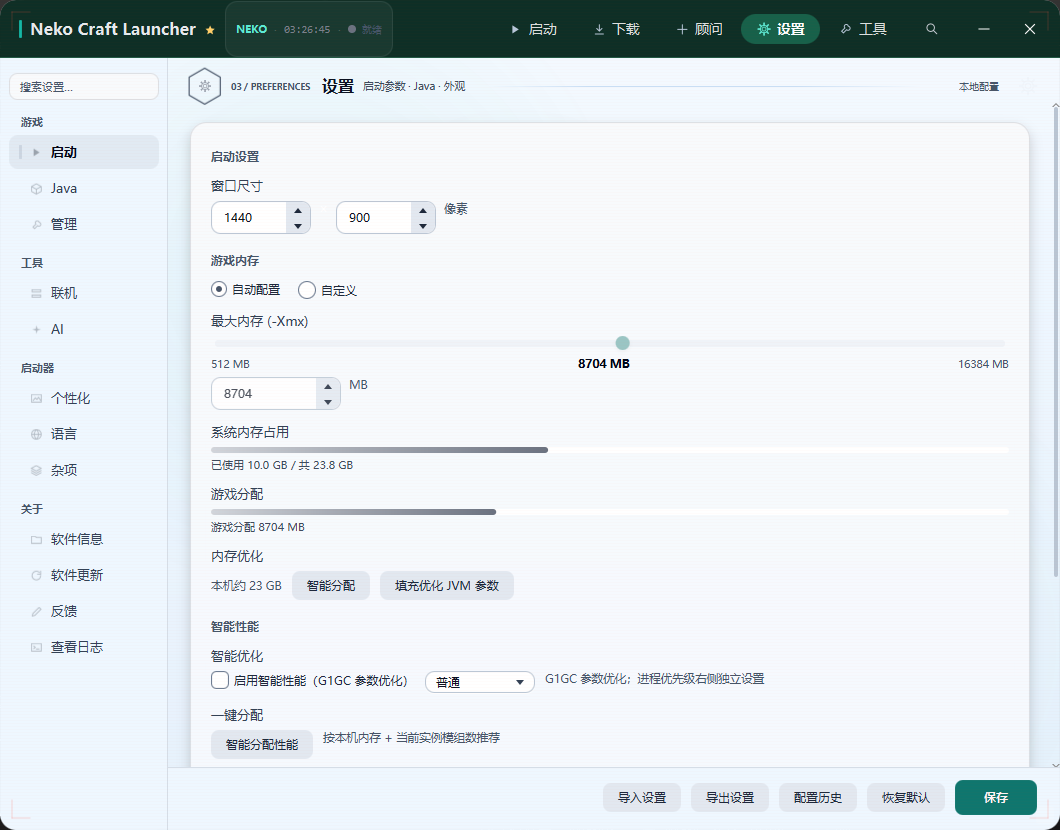 Neko Craft Launcher
NEKO 03:26:45 就绪
启动 下载 顾问 设置 工具
搜索设置...
游戏
启动
Java
管理
工具
联机
AI
启动器
个性化
语言
杂项
关于
软件信息
软件更新
反馈
查看日志
03 / PREFERENCES 设置 启动参数 · Java · 外观
本地配置
启动设置
窗口尺寸
1440 900 像素
游戏内存
自动配置 自定义
最大内存 (-Xmx)
512 MB 8704 MB 16384 MB
8704 MB
系统内存占用
已使用 10.0 GB / 共 23.8 GB
游戏分配
游戏分配 8704 MB
内存优化
本机约 23 GB 智能分配 填充优化 JVM 参数
智能性能
智能优化
启用智能性能（G1GC 参数优化） 普通 G1GC 参数优化；进程优先级右侧独立设置
一键分配
智能分配性能 按本机内存 + 当前实例模组数推荐
导入设置 导出设置 配置历史 恢复默认 保存